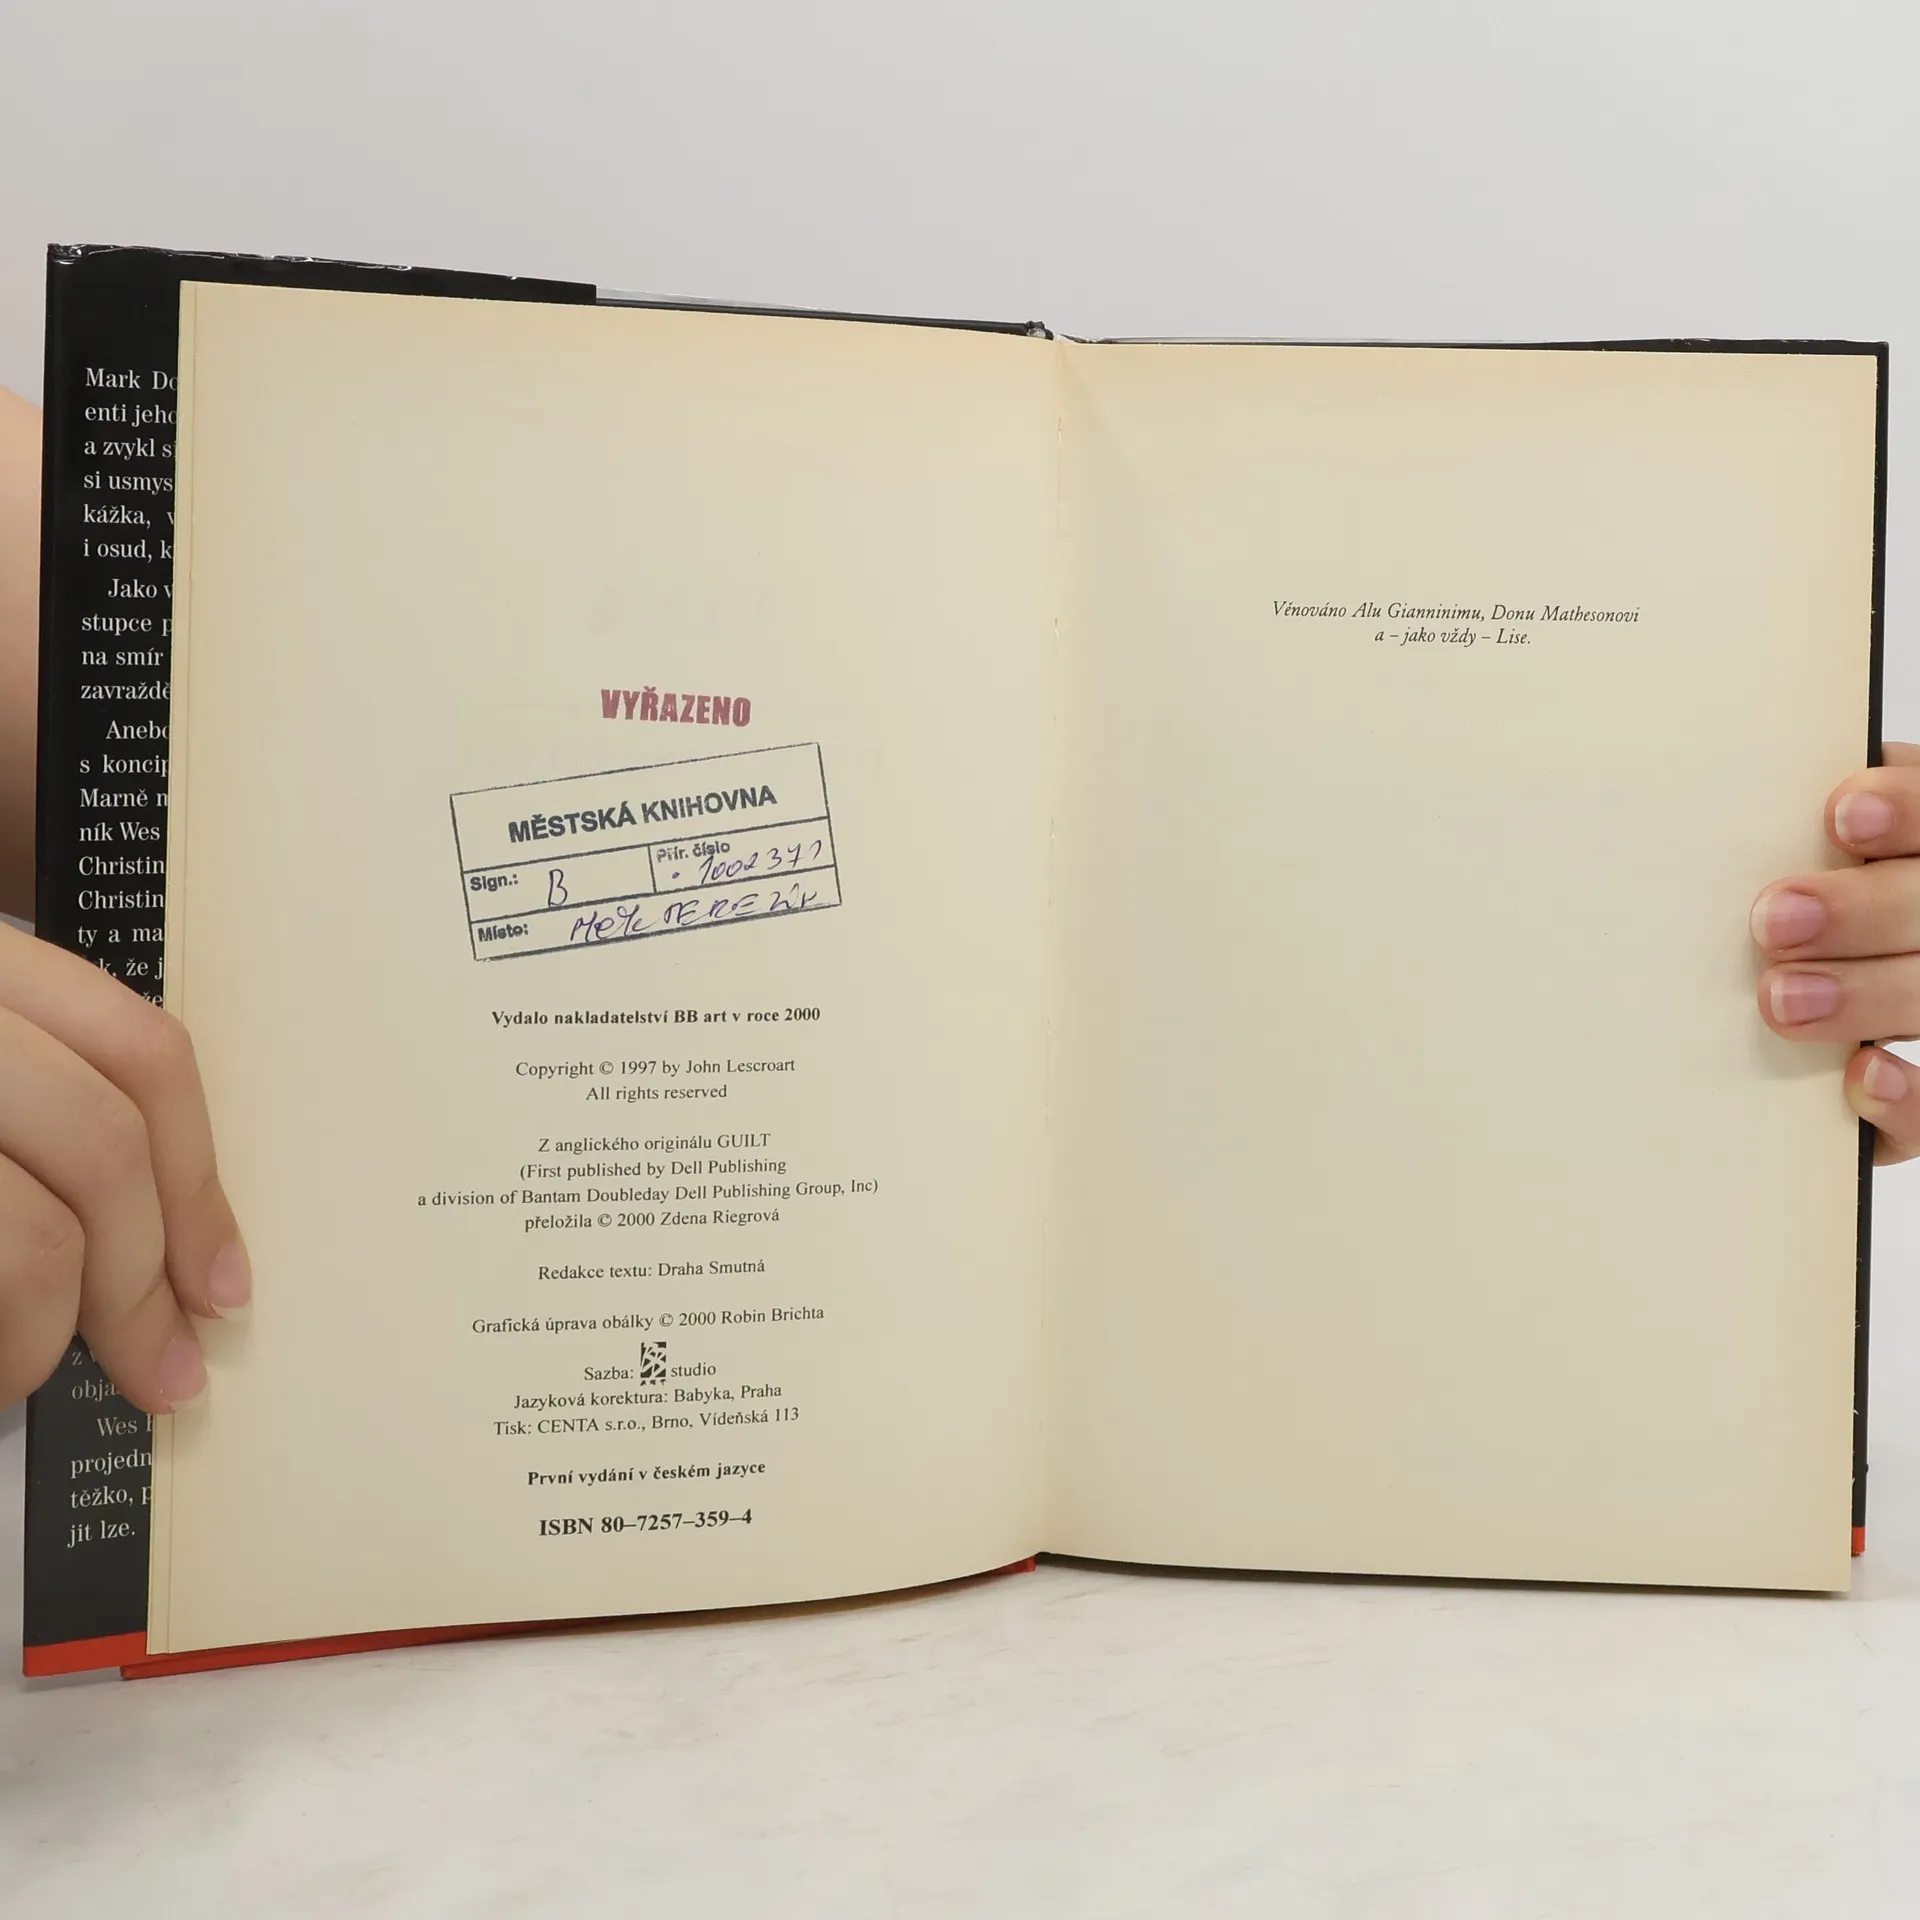 Mark Do
enti jeho
a zvykl si
si usmys
kážka, v
i osud, k
Jako v
stupce p
na smír
zavraždě
Anebo
s koncip
Marně n
ník Wes
Christin
Christin
ty a ma
k, že j
že
z v
obja
Wes
projedn
těžko, p
jit lze.
VYŘAZENO
MĚSTSKÁ KNIHOVNA
Sign.: B
Přír. číslo
1002371
Místo:
Vydalo nakladatelství BB art v roce 2000
Copyright © 1997 by John Lescroart
All rights reserved
Z anglického originálu GUILT
(First published by Dell Publishing
a division of Bantam Doubleday Dell Publishing Group, Inc)
přeložila © 2000 Zdena Riegrová
Redakce textu: Draha Smutná
Grafická úprava obálky © 2000 Robin Brichta
Sazba: BB ART studio
Jazyková korektura: Babyka, Praha
Tisk: CENTA s.r.o., Brno, Vídeňská 113
První vydání v českém jazyce
ISBN 80–7257–359–4
Věnováno Alu Gianninimu, Donu Mathesonovi
a – jako vždy – Lise.